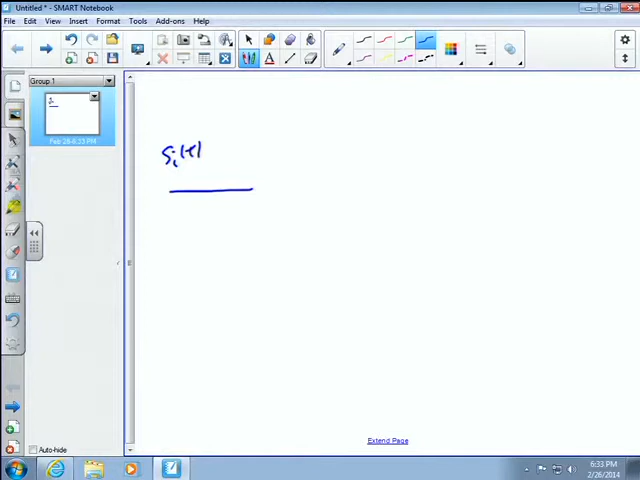 Untitled * - SMART Notebook
File Edit View Insert Format Tools Add-ons Help
Group 1
Feb 26-6:33 PM
Sᵢ(t)
Extend Page
Auto-hide
6:33 PM
2/26/2014